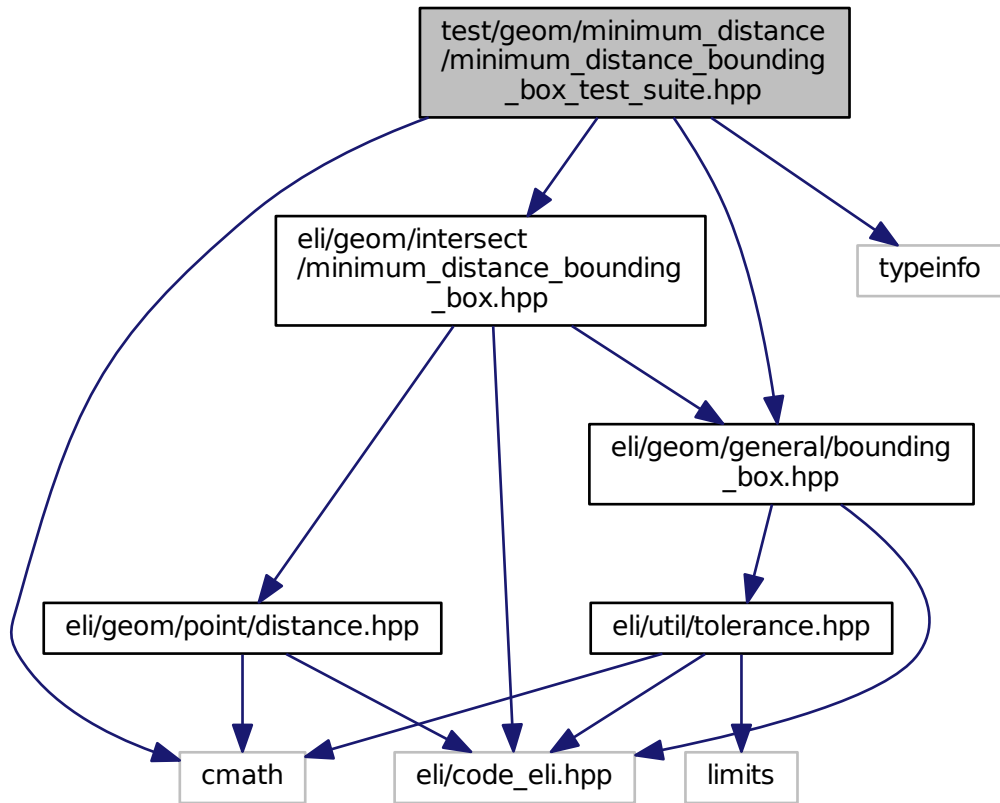 test/geom/minimum_distance
/minimum_distance_bounding
_box_test_suite.hpp
eli/geom/intersect
/minimum_distance_bounding
_box.hpp
typeinfo
eli/geom/general/bounding
_box.hpp
eli/geom/point/distance.hpp
eli/util/tolerance.hpp
cmath
eli/code_eli.hpp
limits